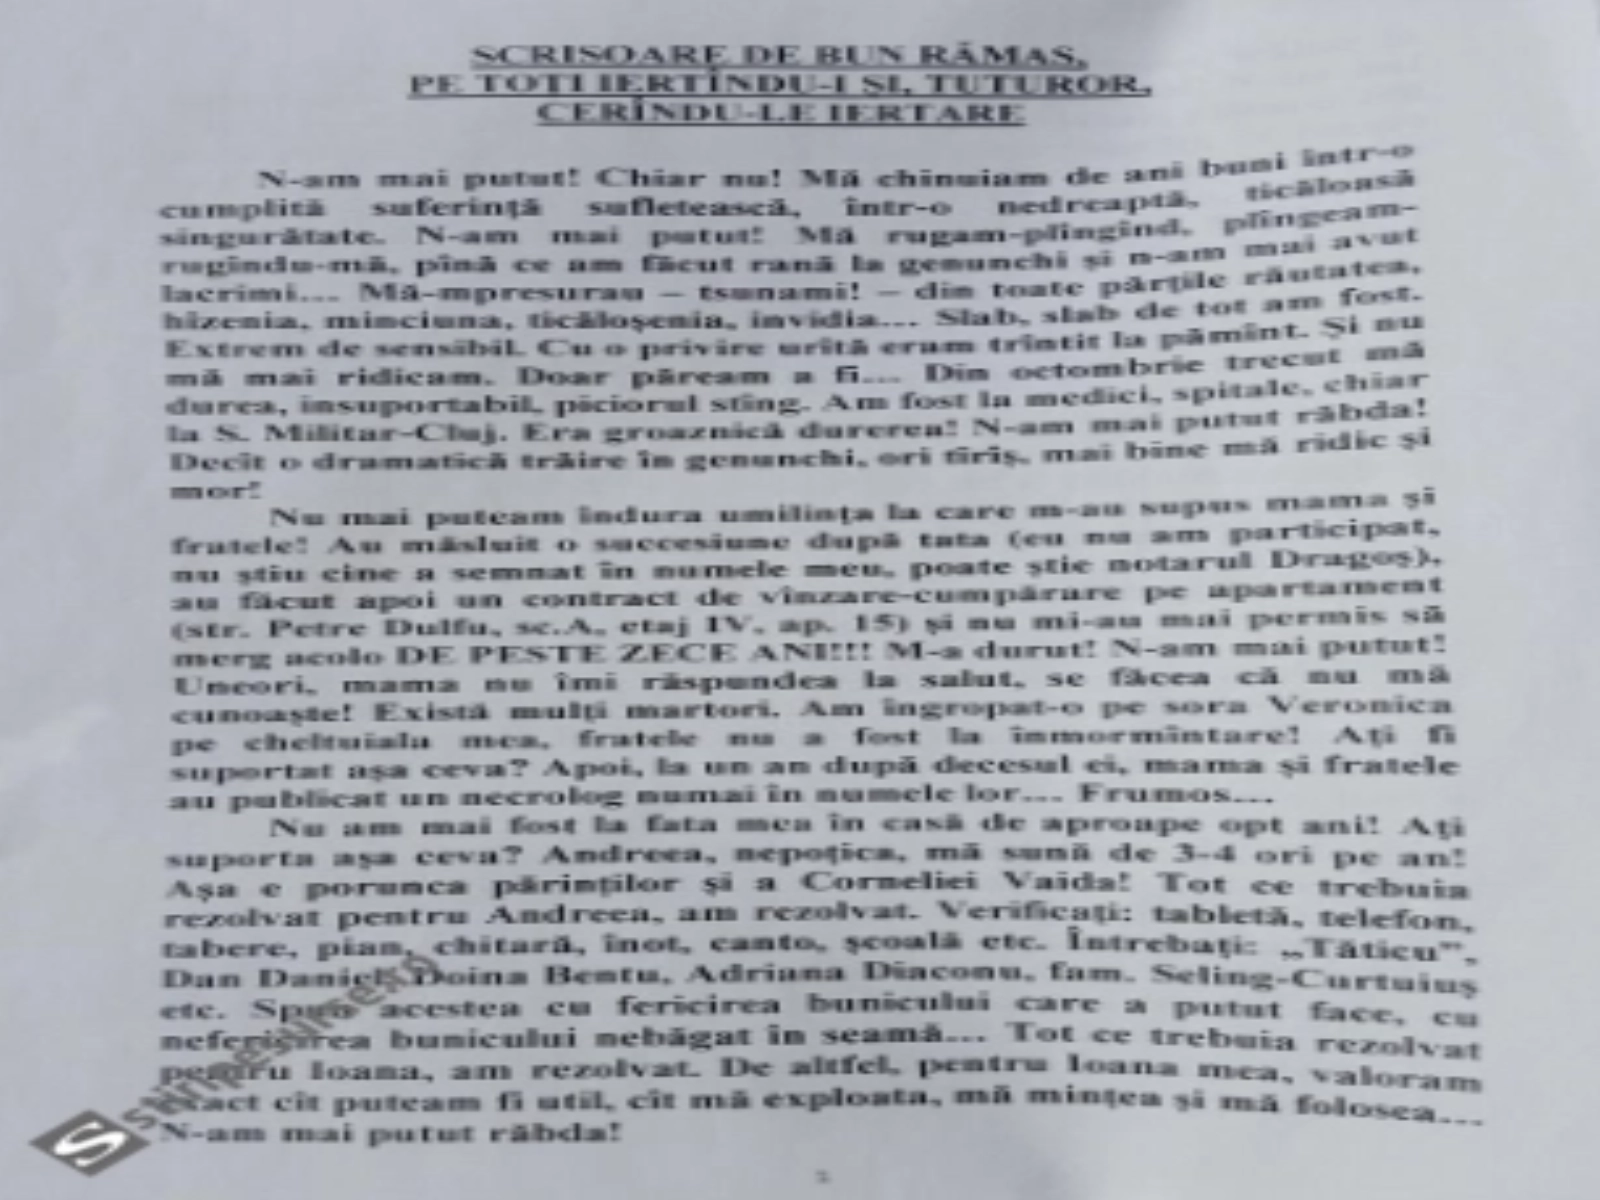 SCRISOARE DE BUN RĂMAS,
PE TOȚI IERTÎNDU-I ȘI, TUTUROR,
CERÎNDU-LE IERTARE
N-am mai putut! Chiar nu! Mă chinuiam de ani buni într-o
cumplită suferință sufletească, într-o nedreaptă, ticăloasă
singurătate. N-am mai putut! Mă rugam-plîngînd, plîngeam-
rugîndu-mă, pînă ce am făcut rană la genunchi și n-am mai avut
lacrimi... Mă-mpresurau – tsunami! – din toate părțile răutatea,
hîzenia, minciuna, ticăloșenia, invidia... Slab, slab de tot am fost.
Extrem de sensibil. Cu o privire urîtă eram trîntit la pămînt. Și nu
mă mai ridicam. Doar păream a fi... Din octombrie trecut mă
durea, insuportabil, piciorul stîng. Am fost la medici, spitale, chiar
la S. Militar-Cluj. Era groaznică durerea! N-am mai putut răbda!
Decît o dramatică trăire în genunchi, ori tîrîș, mai bine mă ridic și
mor!
Nu mai puteam îndura umilința la care m-au supus mama și
fratele! Au măsluit o succesiune după tata (eu nu am participat,
nu știu cine a semnat în numele meu, poate știe notarul Dragoș),
au făcut apoi un contract de vînzare-cumpărare pe apartament
(str. Petre Dulfu, sc.A, etaj IV, ap. 15) și nu mi-au mai permis să
merg acolo DE PESTE ZECE ANI!!! M-a durut! N-am mai putut!
Uneori, mama nu îmi răspundea la salut, se făcea că nu mă
cunoaște! Există mulți martori. Am îngropat-o pe sora Veronica
pe cheltuiala mea, fratele nu a fost la înmormîntare! Ați fi
suportat așa ceva? Apoi, la un an după decesul ei, mama și fratele
au publicat un necrolog numai în numele lor... Frumos...
Nu am mai fost la fata mea în casă de aproape opt ani! Ați
suporta așa ceva? Andreea, nepoțica, mă sună de 3-4 ori pe an!
Așa e porunca părinților și a Corneliei Vaida! Tot ce trebuia
rezolvat pentru Andreea, am rezolvat. Verificați: tabletă, telefon,
tabere, pian, chitară, înot, canto, școală etc. Întrebați: „Tăticu”,
Dan Daniel, Doina Bentu, Adriana Diaconu, fam. Seling-Curtuiuș
etc. Spun acestea cu fericirea bunicului care a putut face, cu
nefericirea bunicului nebăgat în seamă... Tot ce trebuia rezolvat
pentru Ioana, am rezolvat. De altfel, pentru Ioana mea, valoram
exact cît puteam fi util, cît mă exploata, mă mințea și mă folosea...
N-am mai putut răbda!